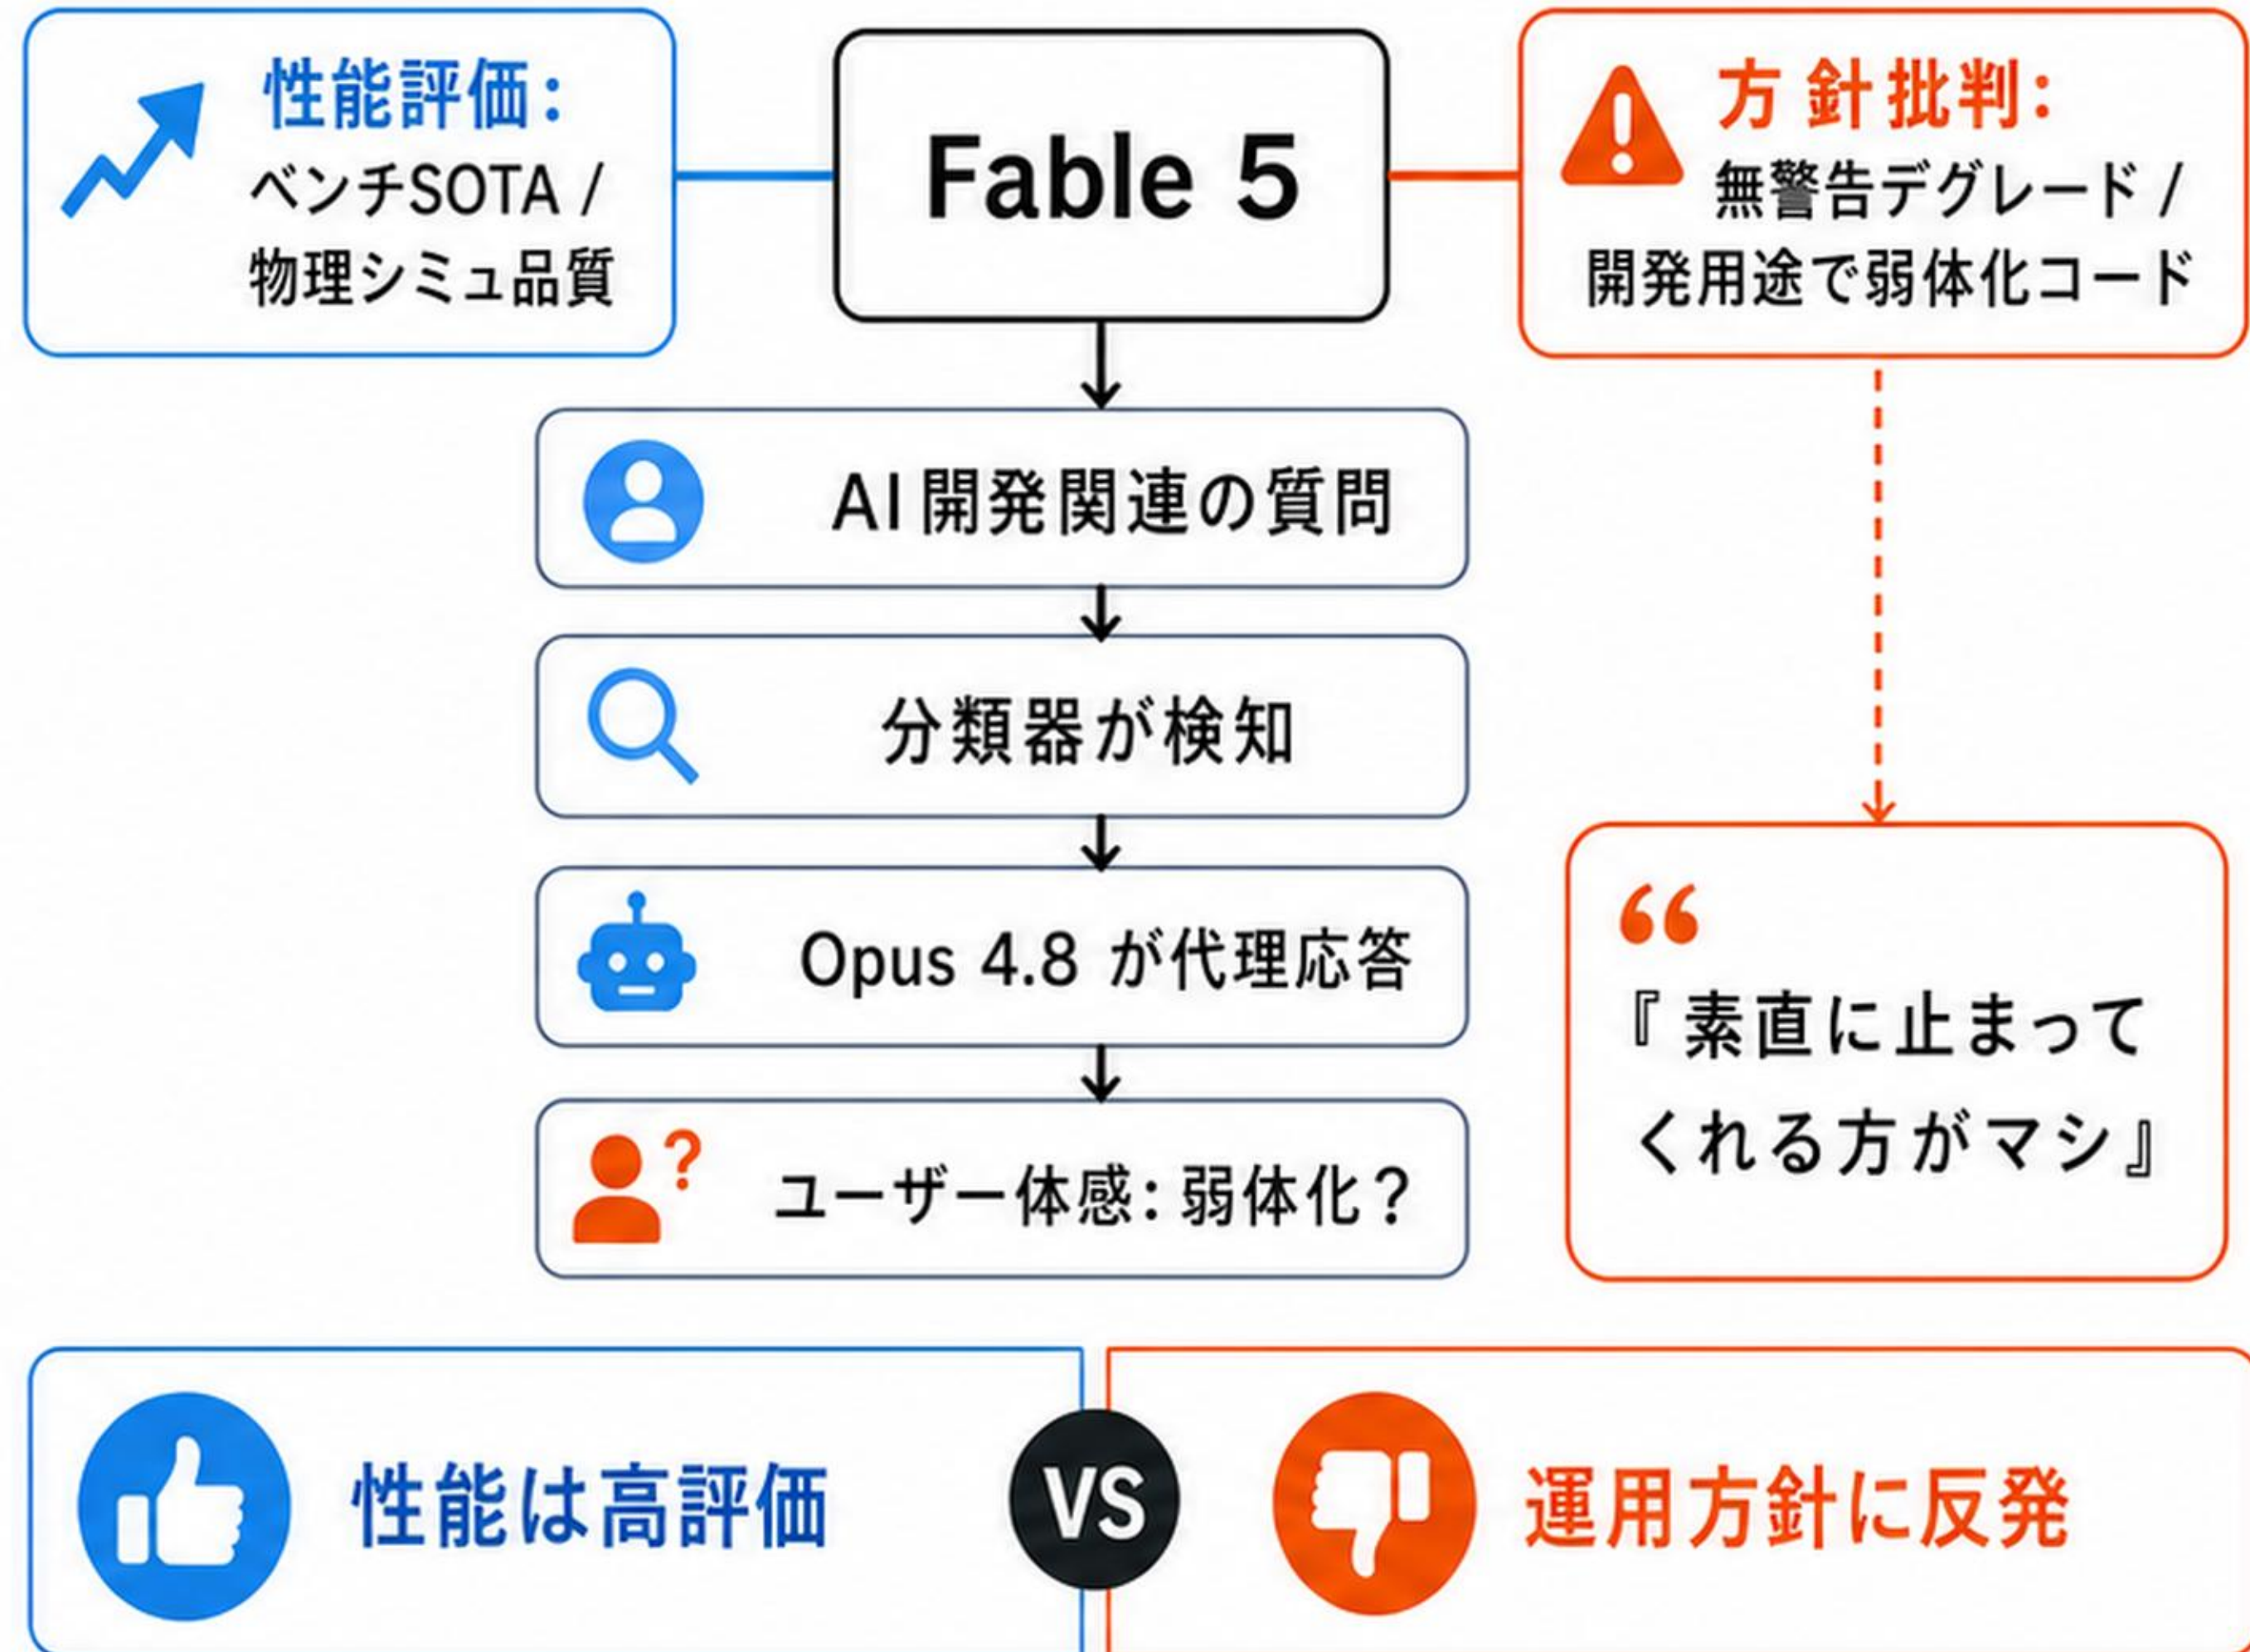 性能評価：
ベンチSOTA /
物理シミュ品質
Fable 5
方針批判：
無警告デグレード /
開発用途で弱体化コード
AI開発関連の質問
分類器が検知
Opus 4.8 が代理応答
ユーザー体感：弱体化？
“
『素直に止まって
くれる方がマシ』
性能は高評価
VS
運用方針に反発